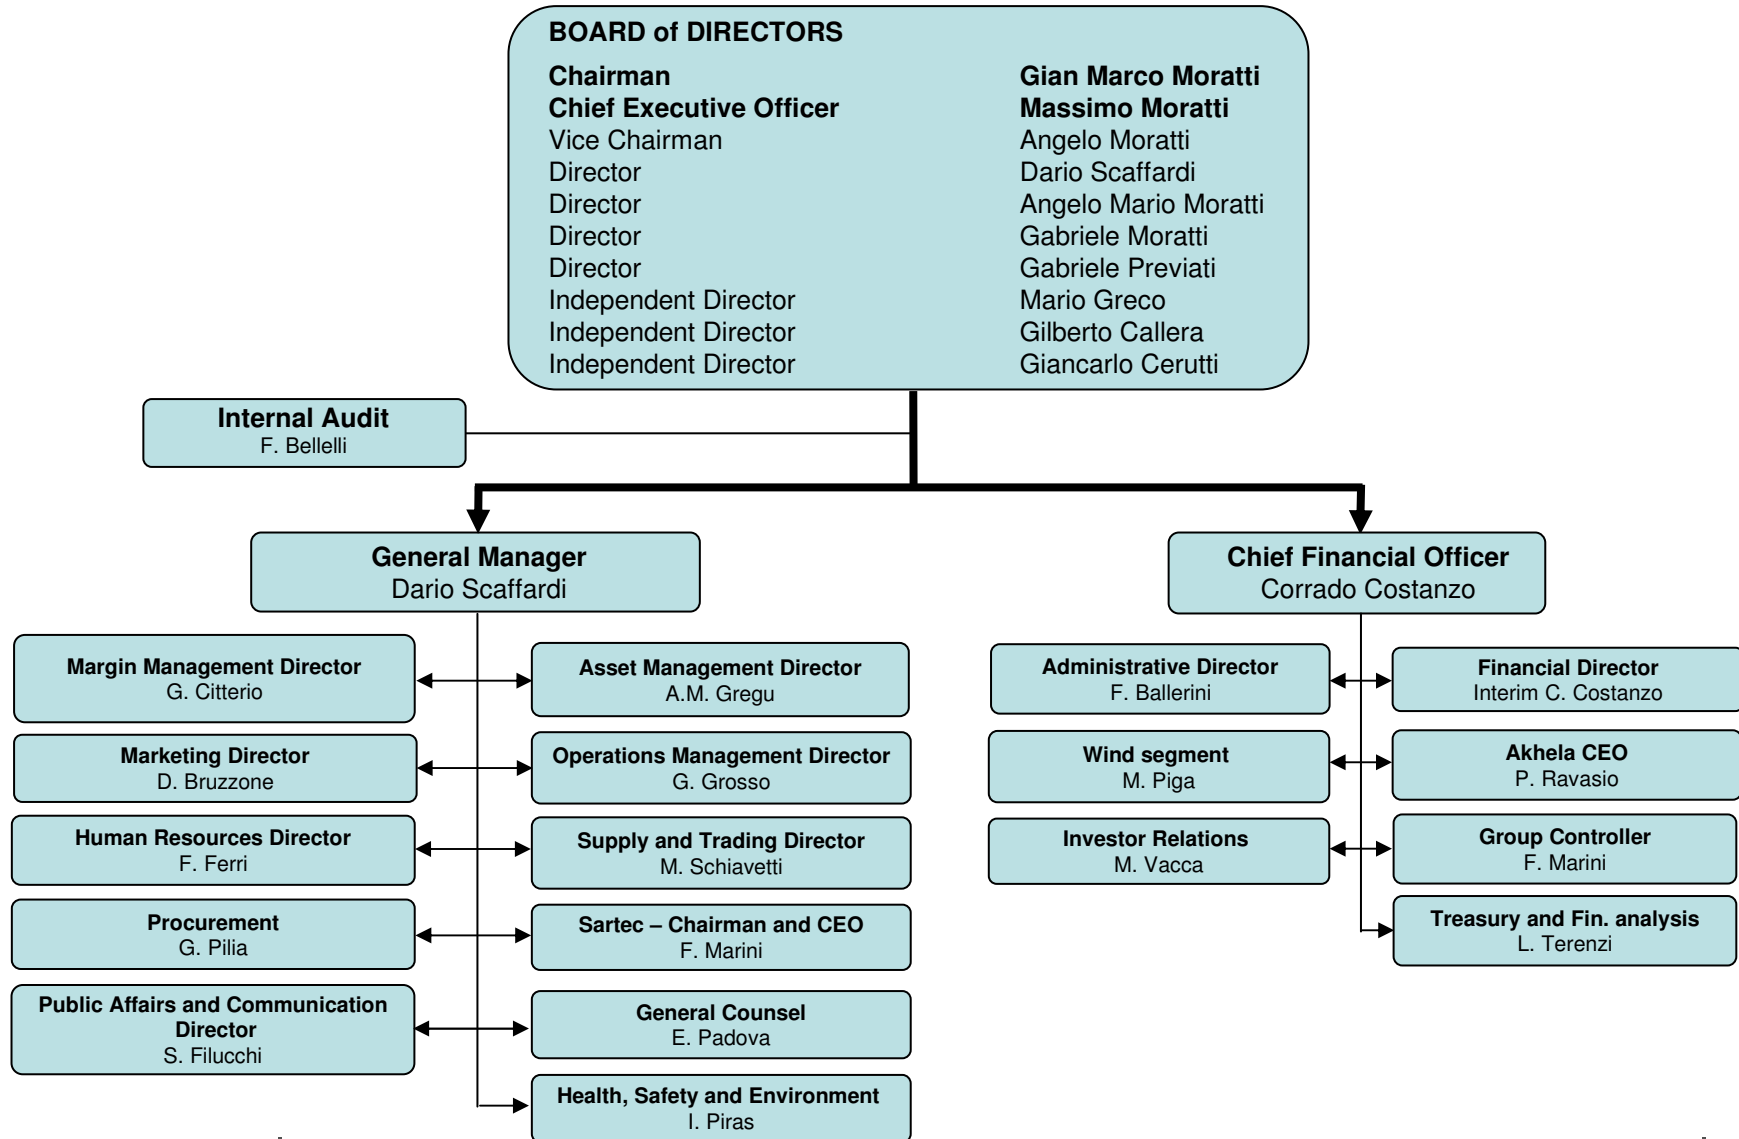 BOARD of DIRECTORS
Chairman Gian Marco Moratti
Chief Executive Officer Massimo Moratti
Vice Chairman Angelo Moratti
Director Dario Scaffardi
Director Angelo Mario Moratti
Director Gabriele Moratti
Director Gabriele Previati
Independent Director Mario Greco
Independent Director Gilberto Callera
Independent Director Giancarlo Cerutti
Internal Audit
F. Bellelli
General Manager
Dario Scaffardi
Chief Financial Officer
Corrado Costanzo
Margin Management Director
G. Citterio
Asset Management Director
A.M. Gregu
Marketing Director
D. Bruzzone
Operations Management Director
G. Grosso
Human Resources Director
F. Ferri
Supply and Trading Director
M. Schiavetti
Procurement
G. Pilia
Sartec – Chairman and CEO
F. Marini
Public Affairs and Communication
Director
S. Filucchi
General Counsel
E. Padova
Health, Safety and Environment
I. Piras
Administrative Director
F. Ballerini
Financial Director
Interim C. Costanzo
Wind segment
M. Piga
Akhela CEO
P. Ravasio
Investor Relations
M. Vacca
Group Controller
F. Marini
Treasury and Fin. analysis
L. Terenzi